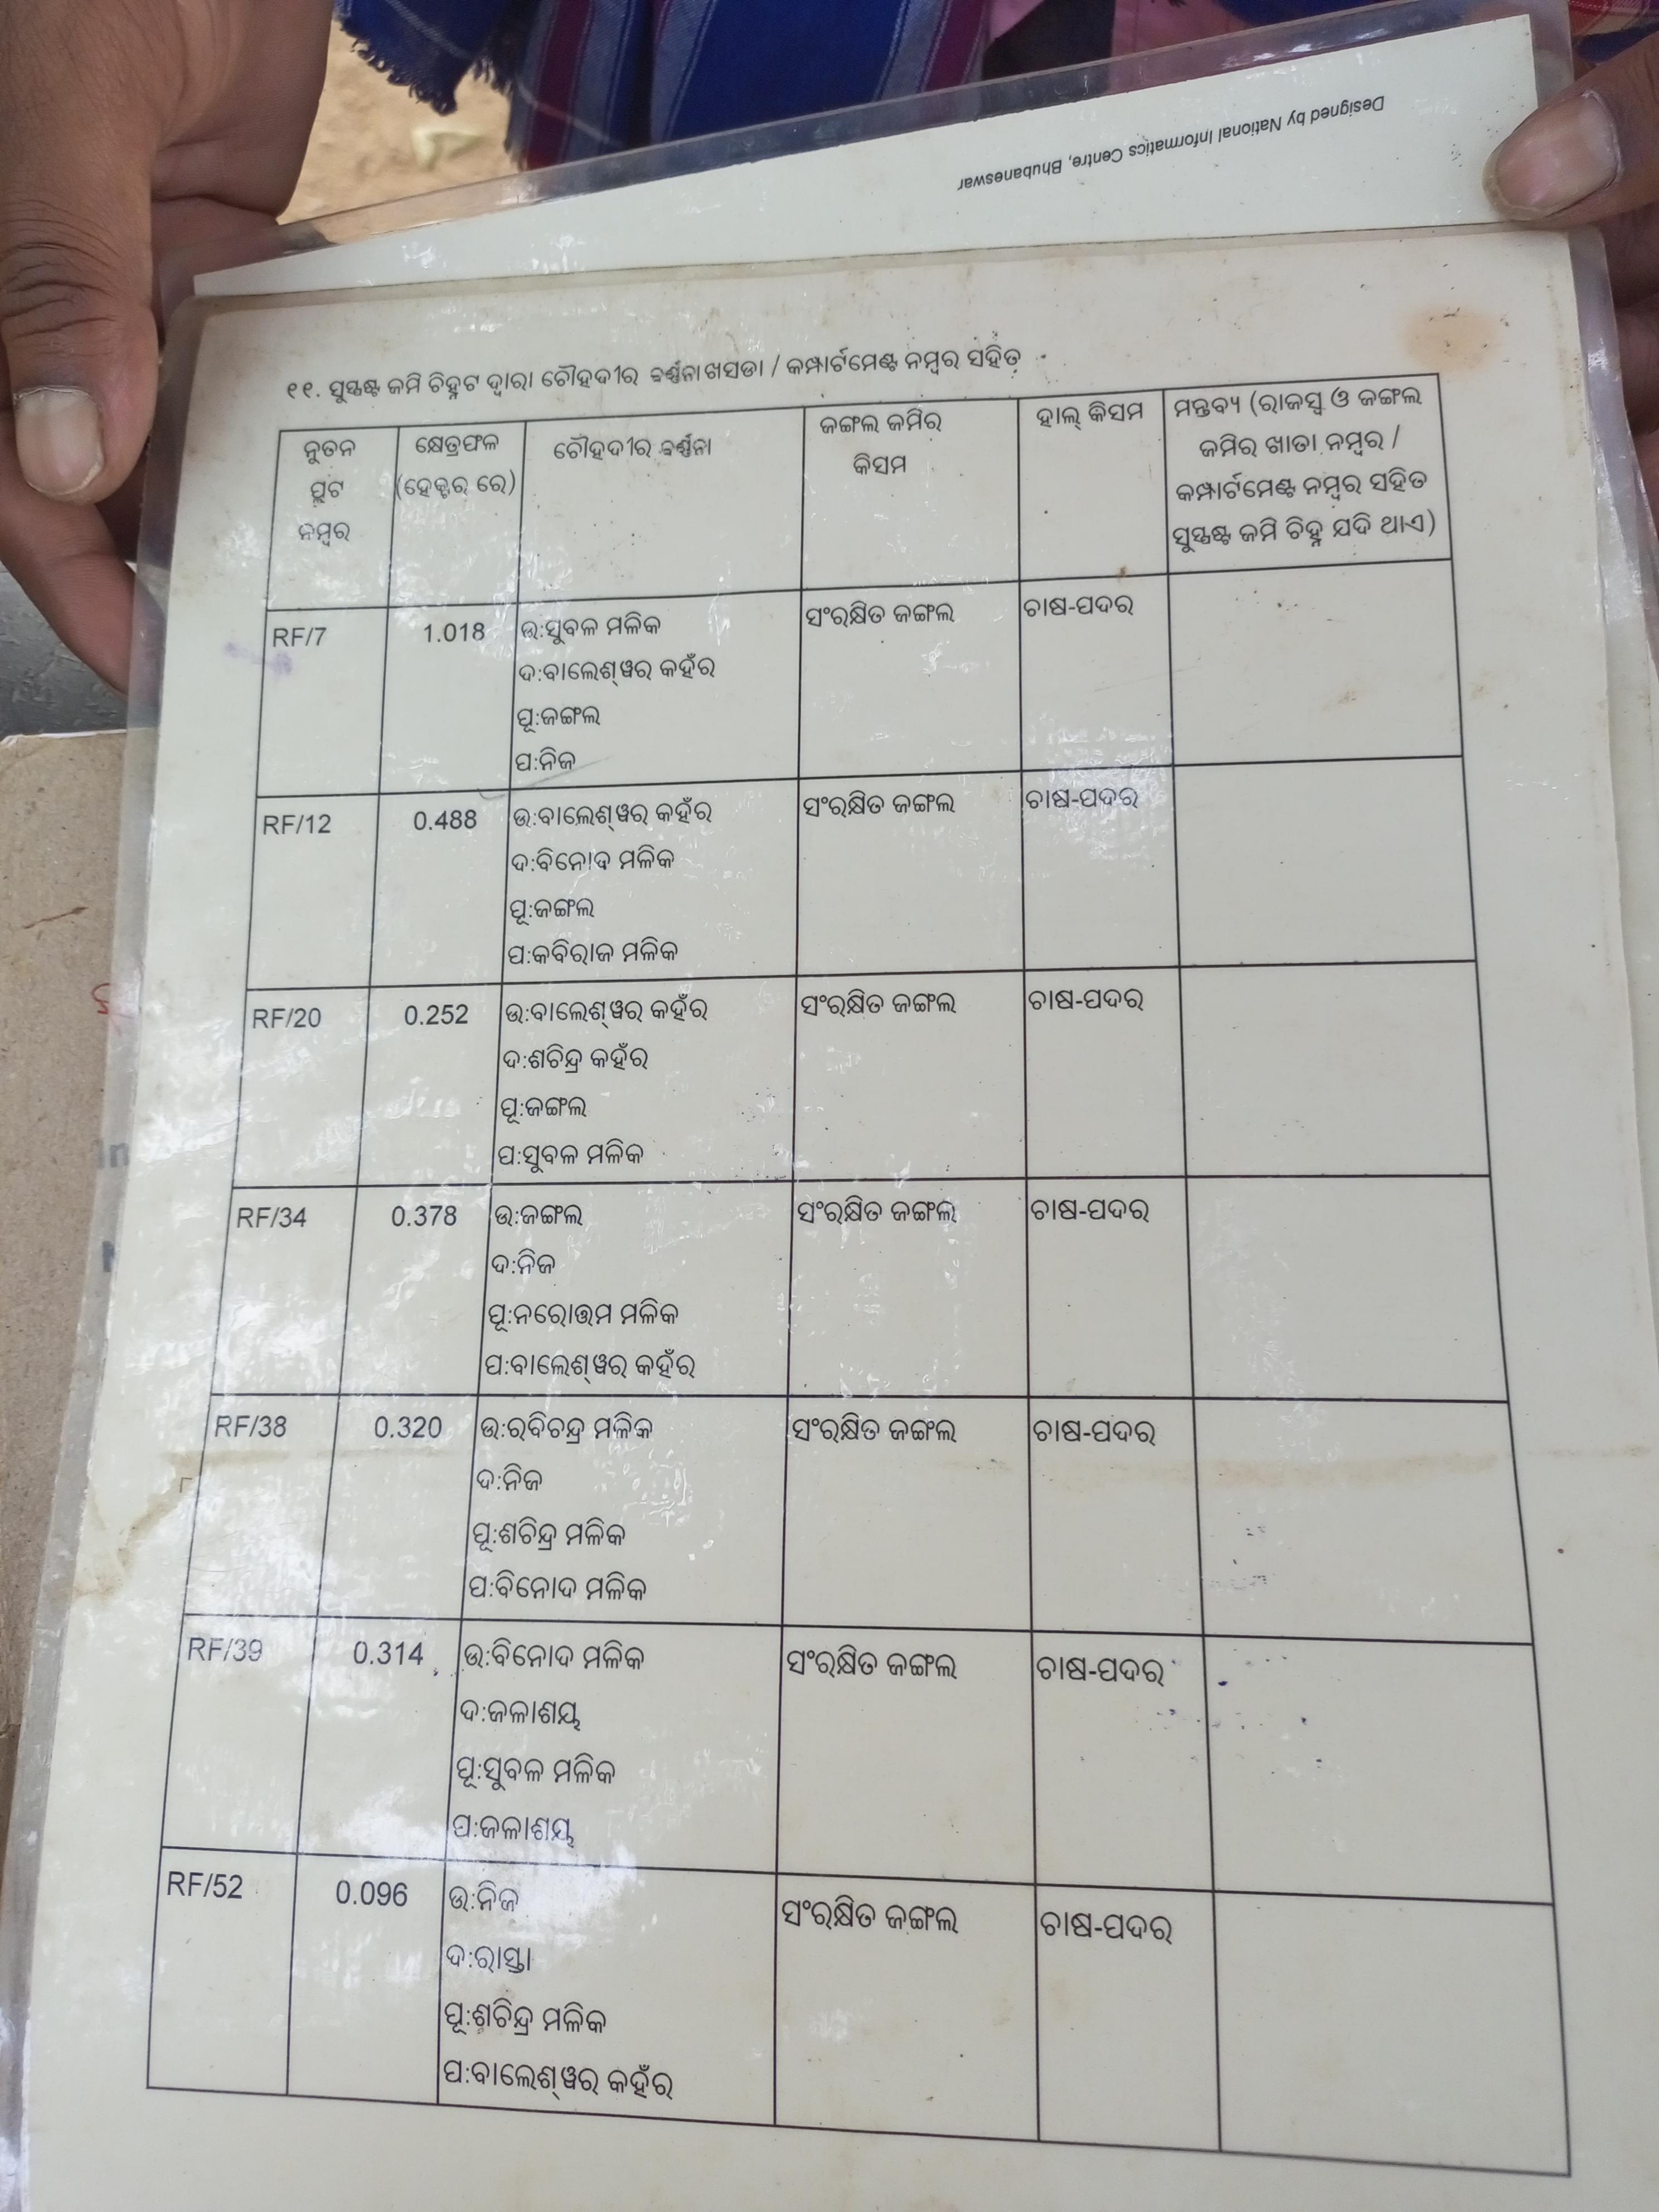 Designed by National Informatics Centre, Bhubaneswar
୧୧. ସୁସ୍ପଷ୍ଟ ଜମି ଚିହ୍ନଟ ଦ୍ୱାରା ଚୌହଦୀର ବର୍ଣ୍ଣନା ଖସଡା / କମ୍ପାର୍ଟମେଣ୍ଟ ନମ୍ବର ସହିତ
ନୁତନ ପ୍ଲଟ ନମ୍ବର
କ୍ଷେତ୍ରଫଳ (ହେକ୍ଟର ରେ)
ଚୌହଦୀର ବର୍ଣ୍ଣନା
ଜଙ୍ଗଲ ଜମିର କିସମ
ହାଲ୍ କିସମ
ମନ୍ତବ୍ୟ (ରାଜସ୍ୱ ଓ ଜଙ୍ଗଲ
ଜମିର ଖାତା ନମ୍ବର /
କମ୍ପାର୍ଟମେଣ୍ଟ ନମ୍ବର ସହିତ
ସୁସ୍ପଷ୍ଟ ଜମି ଚିହ୍ନ ଯଦି ଥାଏ)
RF/7 1.018 ଉ:ସୁବଳ ମଳିକ ସଂରକ୍ଷିତ ଜଙ୍ଗଲ ଚାଷ-ପଦର
ଦ:ବାଲେଶ୍ୱର କହଁର
ପୂ:ଜଙ୍ଗଲ
ପ:ନିଜ
RF/12 0.488 ଉ:ବାଲେଶ୍ୱର କହଁର ସଂରକ୍ଷିତ ଜଙ୍ଗଲ ଚାଷ-ପଦର
ଦ:ବିନୋଦ ମଳିକ
ପୂ:ଜଙ୍ଗଲ
ପ:କବିରାଜ ମଳିକ
RF/20 0.252 ଉ:ବାଲେଶ୍ୱର କହଁର ସଂରକ୍ଷିତ ଜଙ୍ଗଲ ଚାଷ-ପଦର
ଦ:ଶଚିନ୍ଦ୍ର କହଁର
ପୂ:ଜଙ୍ଗଲ
ପ:ସୁବଳ ମଳିକ
RF/34 0.378 ଉ:ଜଙ୍ଗଲ ସଂରକ୍ଷିତ ଜଙ୍ଗଲ ଚାଷ-ପଦର
ଦ:ନିଜ
ପୂ:ନରୋତ୍ତମ ମଳିକ
ପ:ବାଲେଶ୍ୱର କହଁର
RF/38 0.320 ଉ:ରବିଚନ୍ଦ୍ର ମଳିକ ସଂରକ୍ଷିତ ଜଙ୍ଗଲ ଚାଷ-ପଦର
ଦ:ନିଜ
ପୂ:ଶଚିନ୍ଦ୍ର ମଳିକ
ପ:ବିନୋଦ ମଳିକ
RF/39 0.314 ଉ:ବିନୋଦ ମଳିକ ସଂରକ୍ଷିତ ଜଙ୍ଗଲ ଚାଷ-ପଦର
ଦ:ଜଳାଶୟ
ପୂ:ସୁବଳ ମଳିକ
ପ:ଜଳାଶୟ
RF/52 0.096 ଉ:ନିଜ ସଂରକ୍ଷିତ ଜଙ୍ଗଲ ଚାଷ-ପଦର
ଦ:ରାସ୍ତା
ପୂ:ଶଚିନ୍ଦ୍ର ମଳିକ
ପ:ବାଲେଶ୍ୱର କହଁର